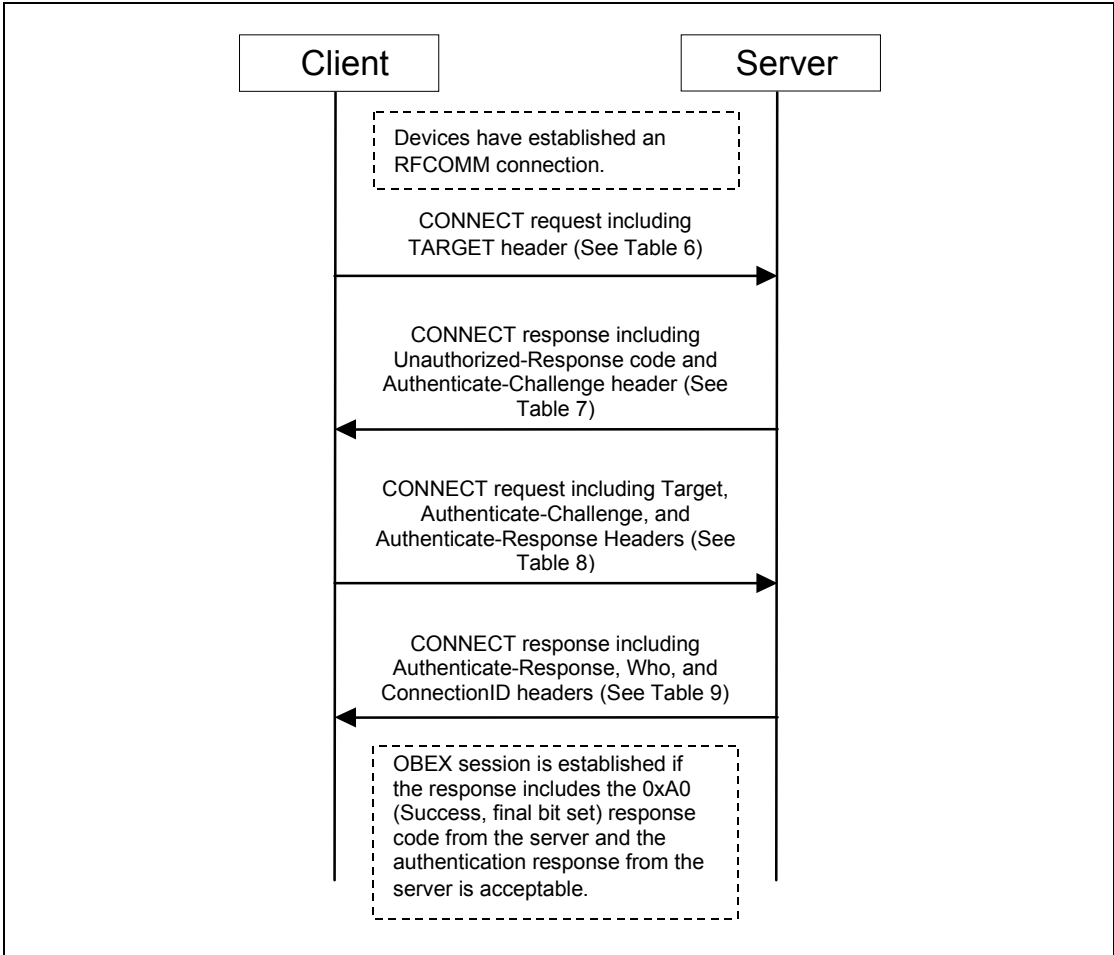 Client
Server
Devices have established an
RFCOMM connection.
CONNECT request including
TARGET header (See Table 6)
CONNECT response including
Unauthorized-Response code and
Authenticate-Challenge header (See
Table 7)
CONNECT request including Target,
Authenticate-Challenge, and
Authenticate-Response Headers (See
Table 8)
CONNECT response including
Authenticate-Response, Who, and
ConnectionID headers (See Table 9)
OBEX session is established if
the response includes the 0xA0
(Success, final bit set) response
code from the server and the
authentication response from the
server is acceptable.